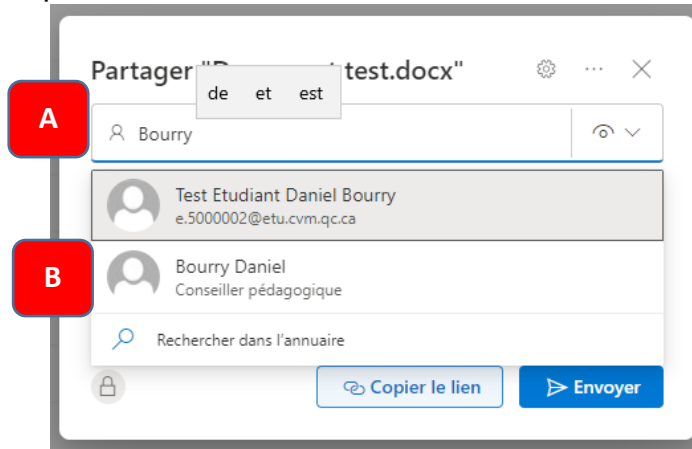 Partager "D t test.docx"
de et est
A
Bourry
Test Etudiant Daniel Bourry
e.5000002@etu.cvm.qc.ca
B
Bourry Daniel
Conseiller pédagogique
Rechercher dans l'annuaire
Copier le lien
Envoyer